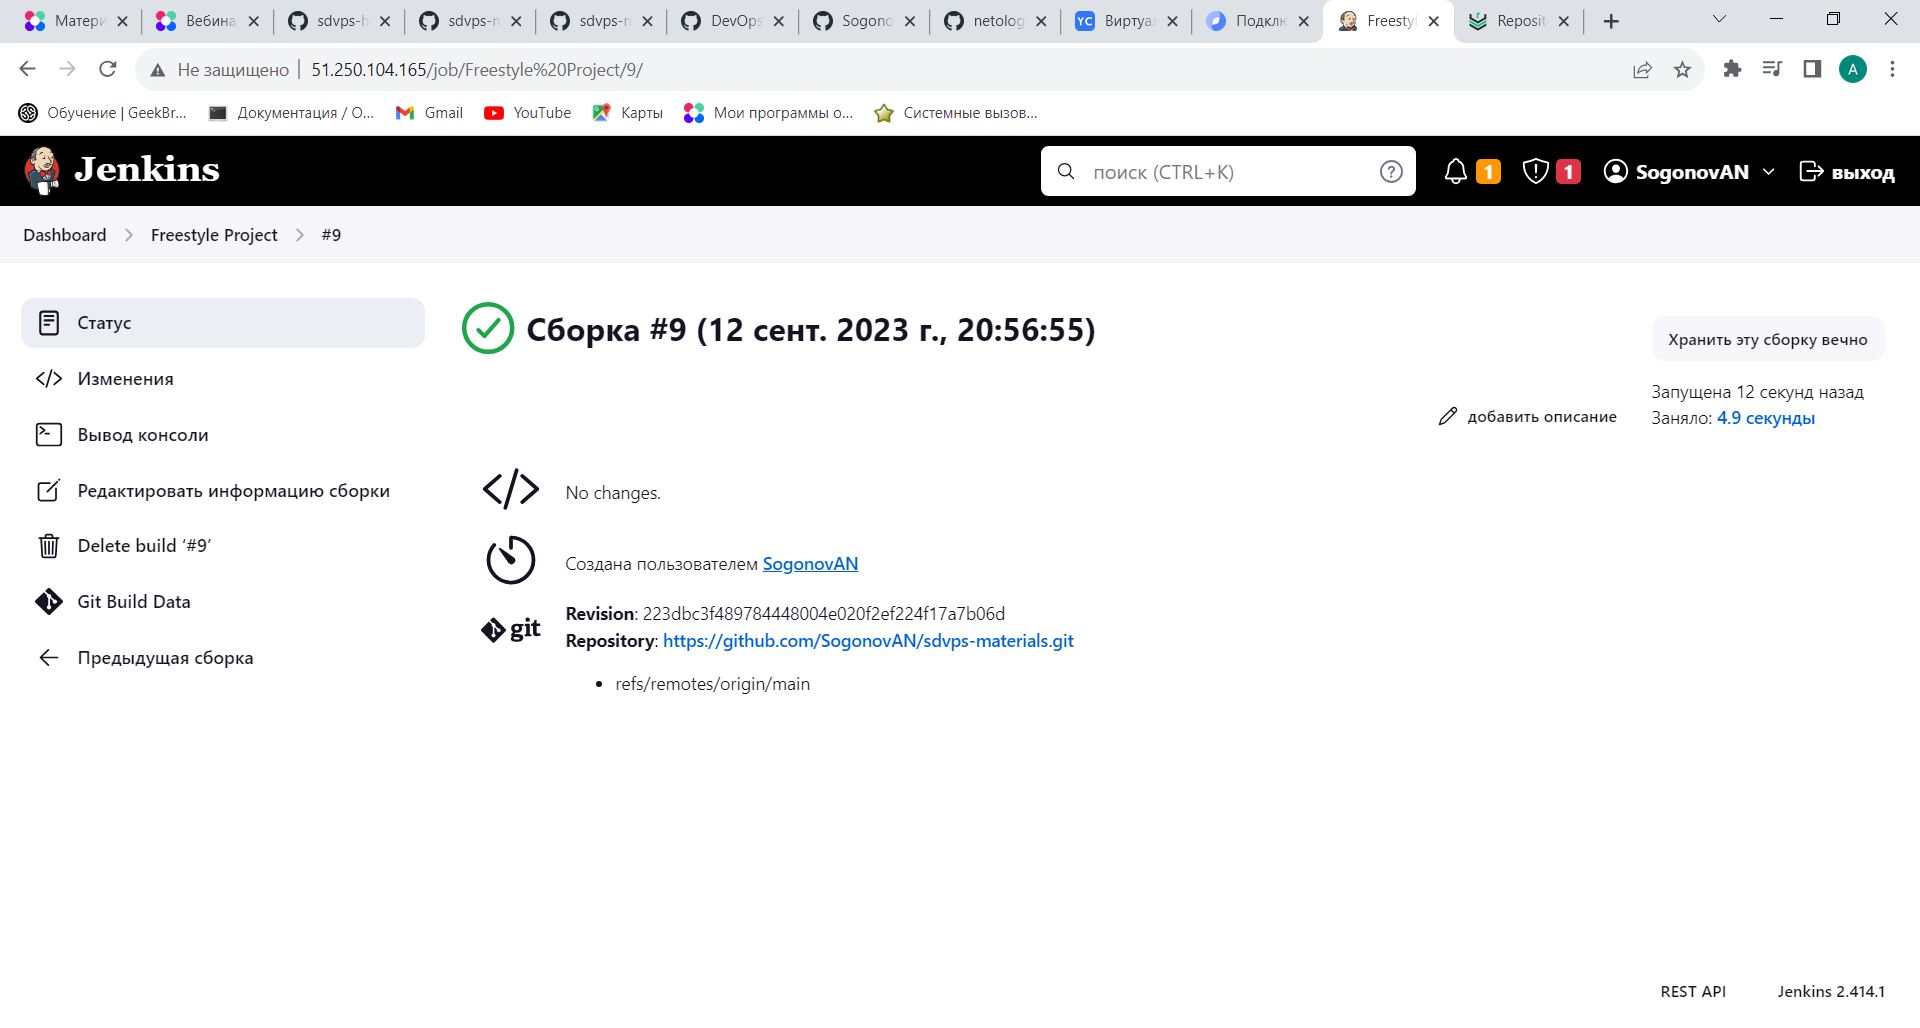 Матери
Вебина
sdvps-h
sdvps-m
sdvps-m
DevOps
Sogono
netolog
YC Виртуал
Подклю
Freestyl
Reposit
Не защищено | 51.250.104.165/job/Freestyle%20Project/9/
A
Обучение | GeekBr...
Документация / О...
Gmail
YouTube
Карты
Мои программы о...
Системные вызов...
Jenkins
поиск (CTRL+K)
1
1
SogonovAN
выход
Dashboard
Freestyle Project
#9
Статус
Изменения
Вывод консоли
Редактировать информацию сборки
Delete build ‘#9’
Git Build Data
Предыдущая сборка
Сборка #9 (12 сент. 2023 г., 20:56:55)
Хранить эту сборку вечно
добавить описание
Запущена 12 секунд назад
Заняло: 4.9 секунды
No changes.
Создана пользователем SogonovAN
git
Revision: 223dbc3f489784448004e020f2ef224f17a7b06d
Repository: https://github.com/SogonovAN/sdvps-materials.git
refs/remotes/origin/main
REST API
Jenkins 2.414.1